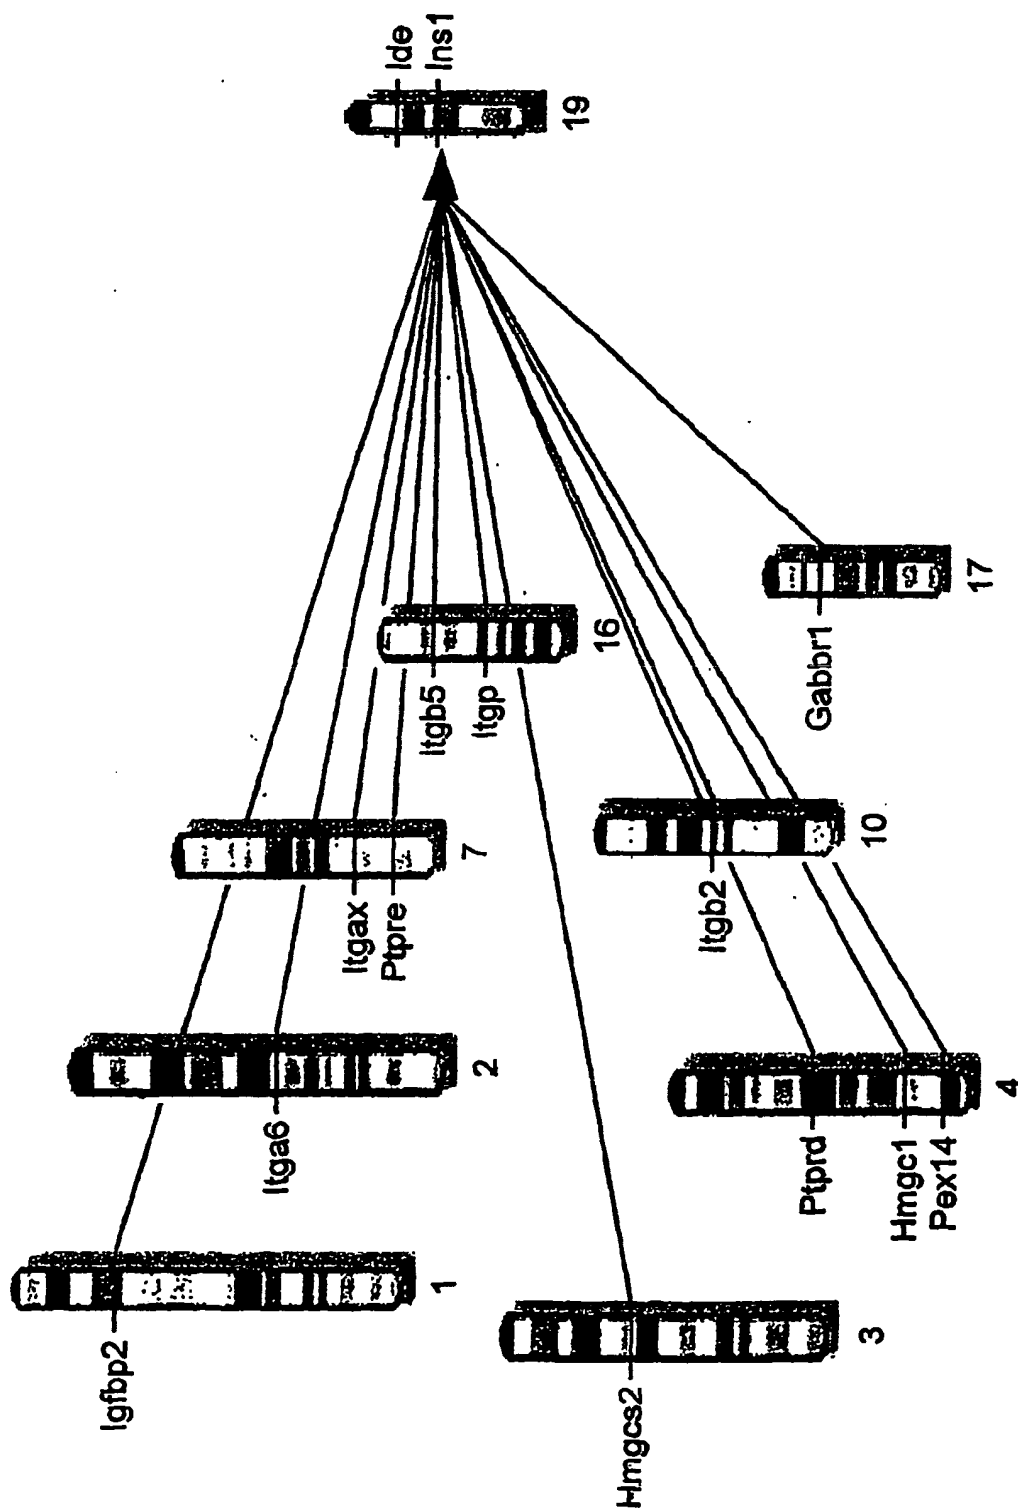 Igfbp2
1
Itga6
2
Itgax
Ptpre
7
Itgb5
Itgp
16
Ide
Ins1
19
Hmgcs2
3
Ptprd
Hmgc1
Pex14
4
Itgb2
10
Gabbr1
17